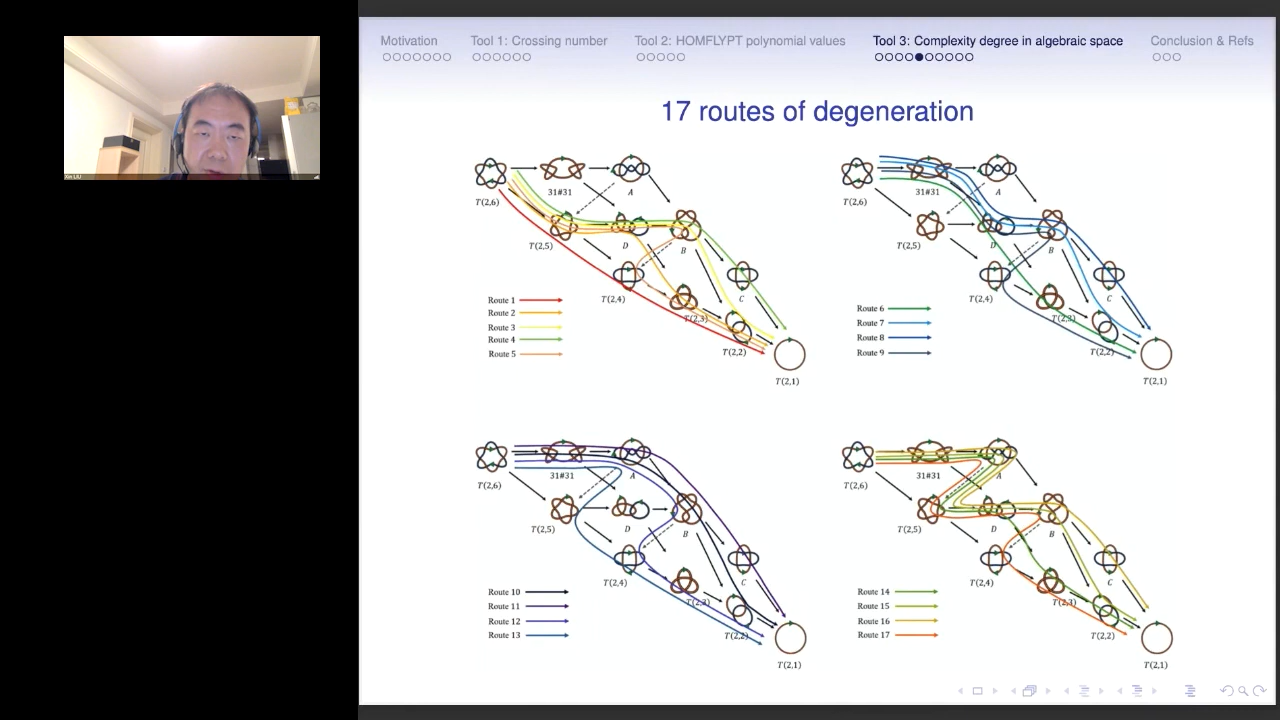 Motivation
Tool 1: Crossing number
Tool 2: HOMFLYPT polynomial values
Tool 3: Complexity degree in algebraic space
Conclusion & Refs
17 routes of degeneration
T(2,6)
31#31
A
T(2,5)
D
B
T(2,4)
C
T(2,3)
T(2,2)
T(2,1)
Route 1
Route 2
Route 3
Route 4
Route 5
T(2,6)
31#31
A
T(2,5)
D
B
T(2,4)
C
T(2,3)
T(2,2)
T(2,1)
Route 6
Route 7
Route 8
Route 9
T(2,6)
31#31
A
T(2,5)
D
B
T(2,4)
C
T(2,3)
T(2,2)
T(2,1)
Route 10
Route 11
Route 12
Route 13
T(2,6)
31#31
A
T(2,5)
D
B
T(2,4)
C
T(2,3)
T(2,2)
T(2,1)
Route 14
Route 15
Route 16
Route 17
Xin LIU